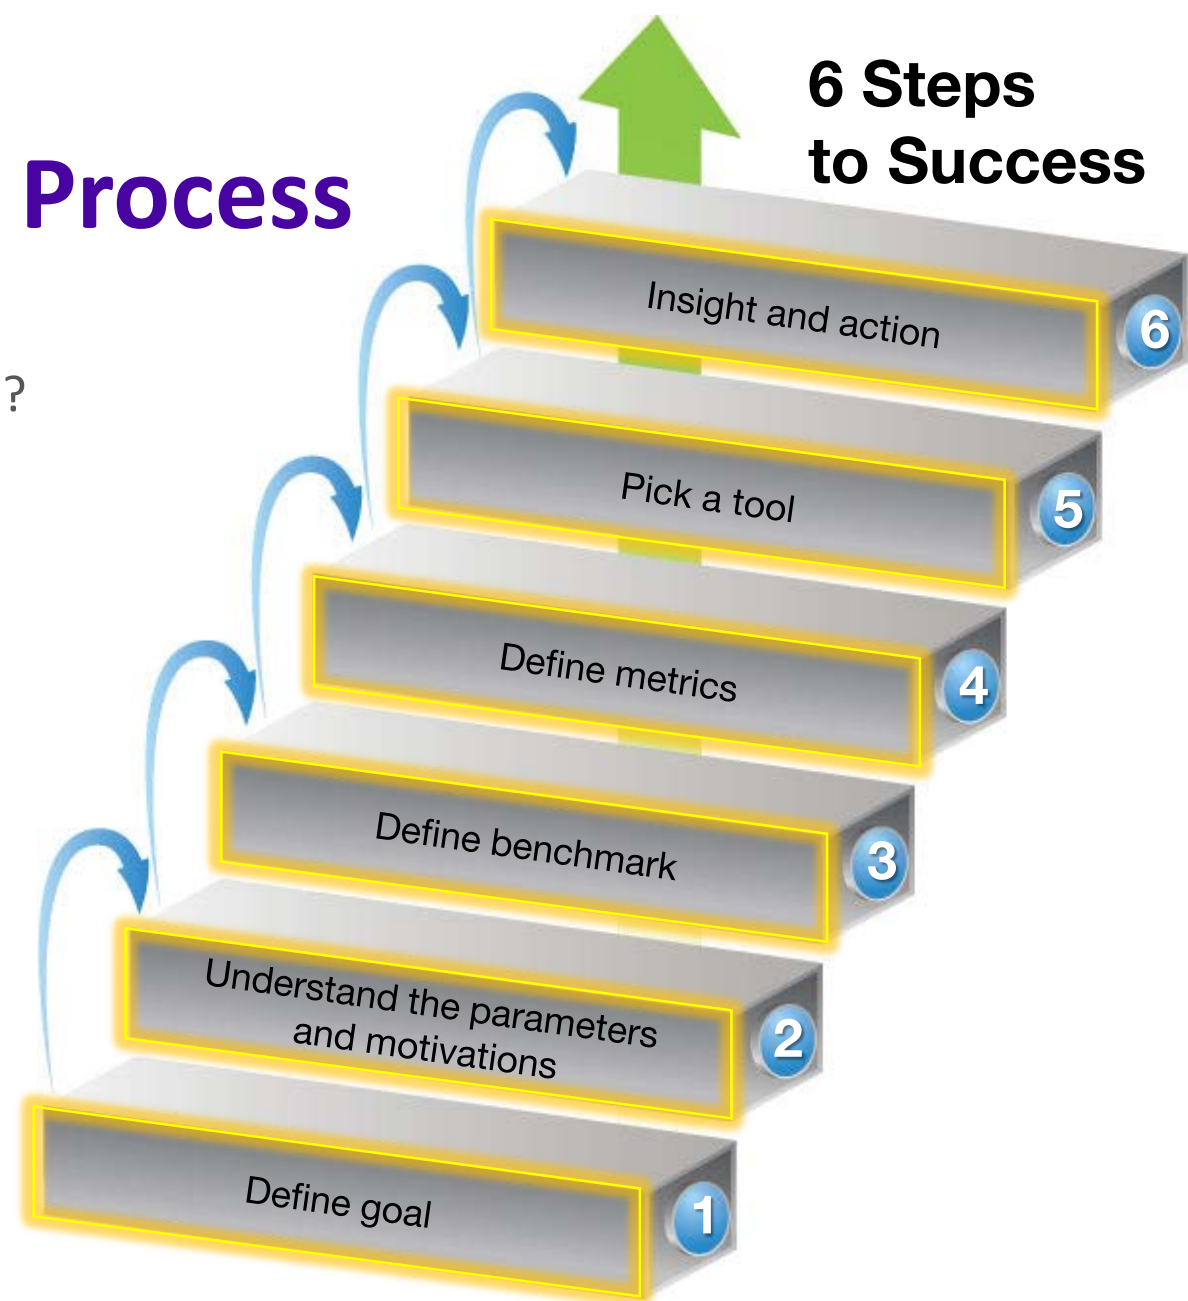 6 Steps
to Success
Process
?
Insight and action
6
Pick a tool
5
Define metrics
4
Define benchmark
3
Understand the parameters
and motivations
2
Define goal
1